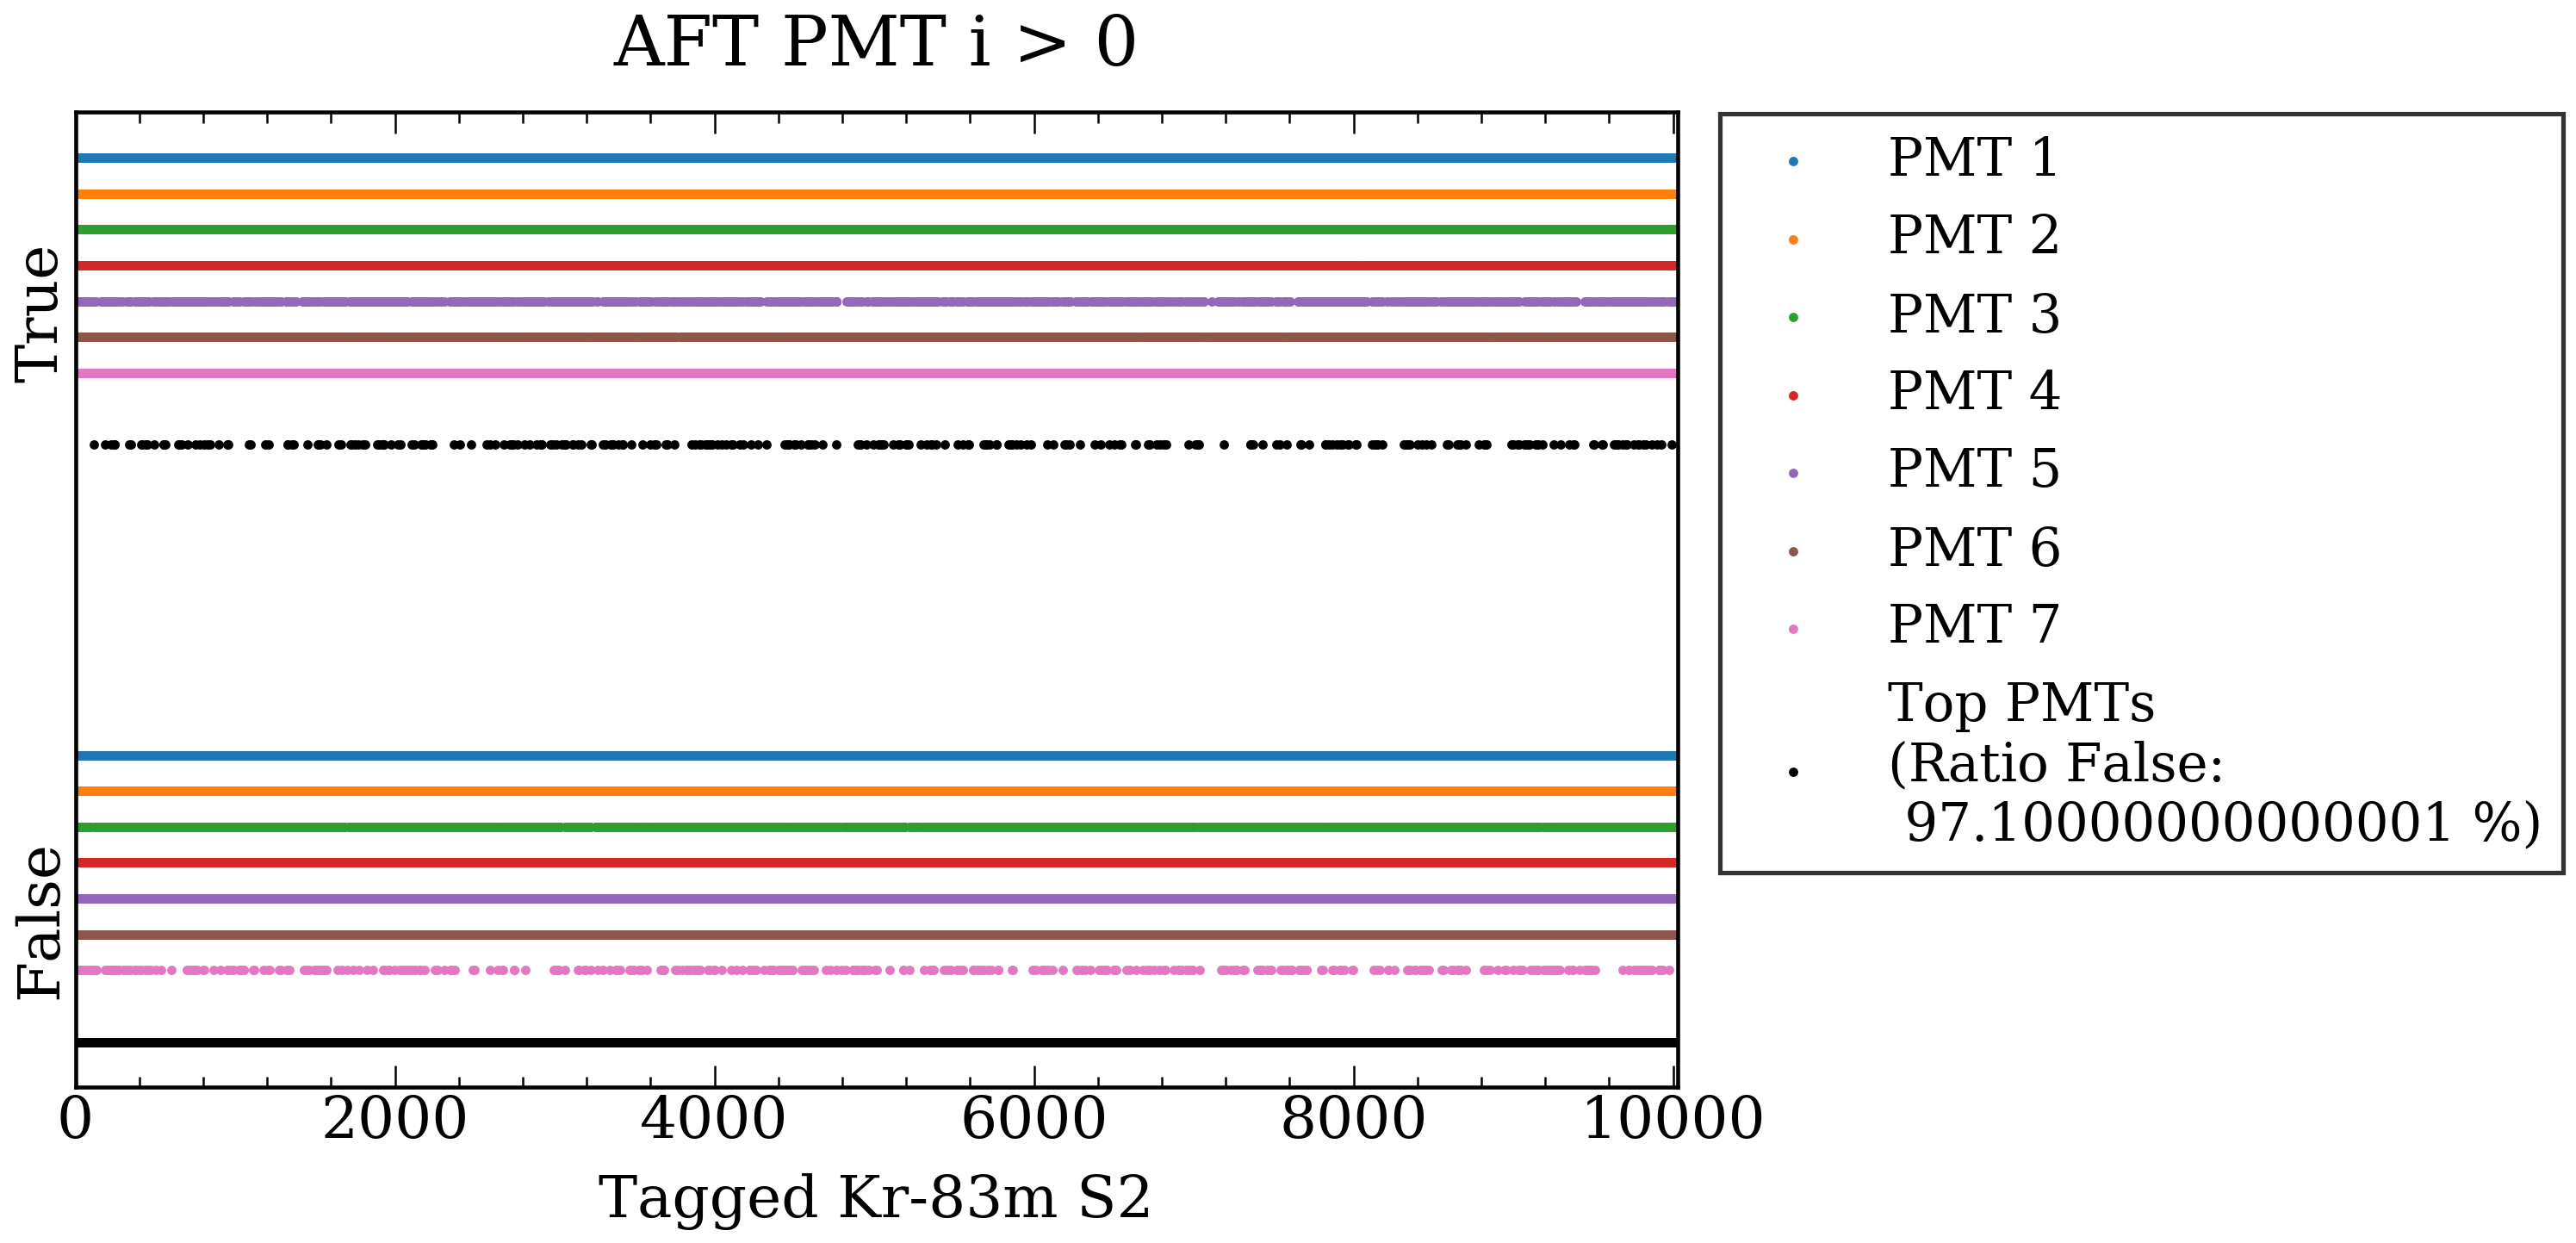 AFT PMT i > 0
True
False
0 2000 4000 6000 8000 10000
Tagged Kr-83m S2
PMT 1
PMT 2
PMT 3
PMT 4
PMT 5
PMT 6
PMT 7
Top PMTs
(Ratio False:
97.10000000000001 %)